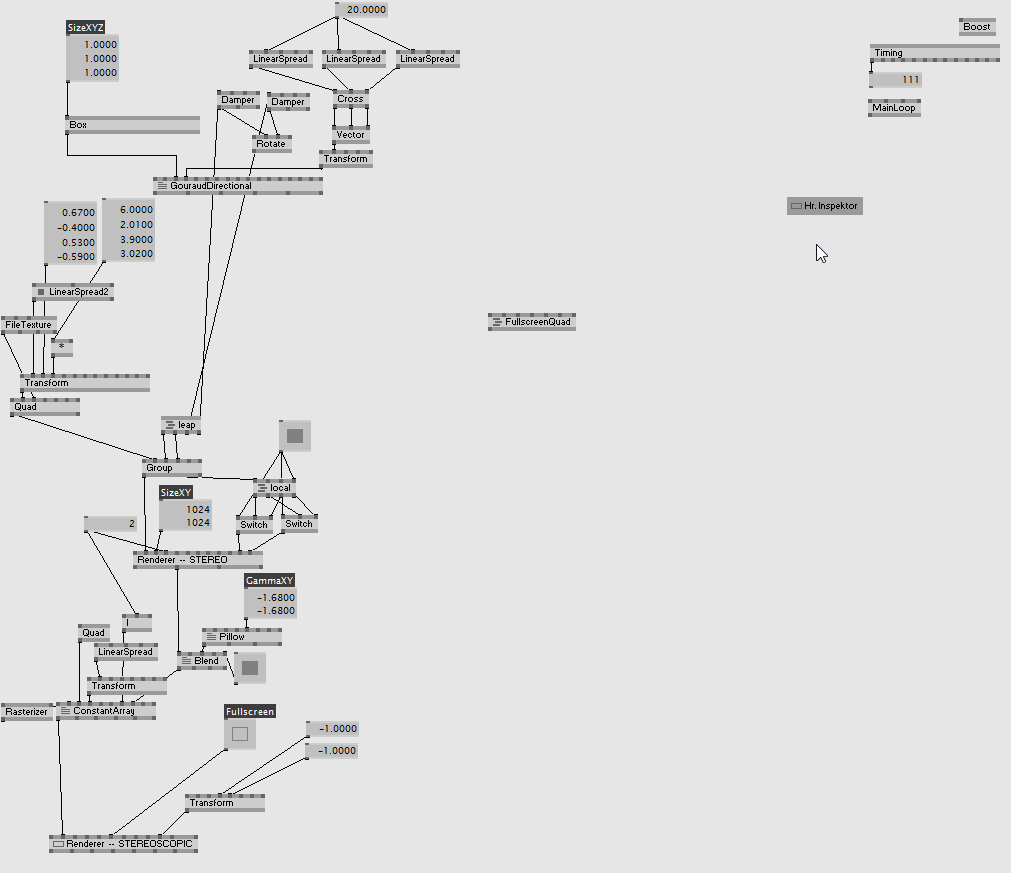 20.0000
SizeXYZ
1.0000
1.0000
1.0000
LinearSpread
LinearSpread
LinearSpread
Boost
Timing
111
MainLoop
Damper
Damper
Cross
Box
Rotate
Vector
Transform
GouraudDirectional
0.6700
-0.4000
0.5300
-0.5900
6.0000
2.0100
3.9000
3.0200
Hr. Inspektor
LinearSpread2
FileTexture
FullscreenQuad
*
Transform
Quad
leap
Group
SizeXY
1024
1024
local
2
Switch
Switch
Renderer -- STEREO
GammaXY
-1.6800
-1.6800
I
Quad
Pillow
LinearSpread
Blend
Transform
Rasterizer
ConstantArray
Fullscreen
-1.0000
-1.0000
Transform
Renderer -- STEREOSCOPIC